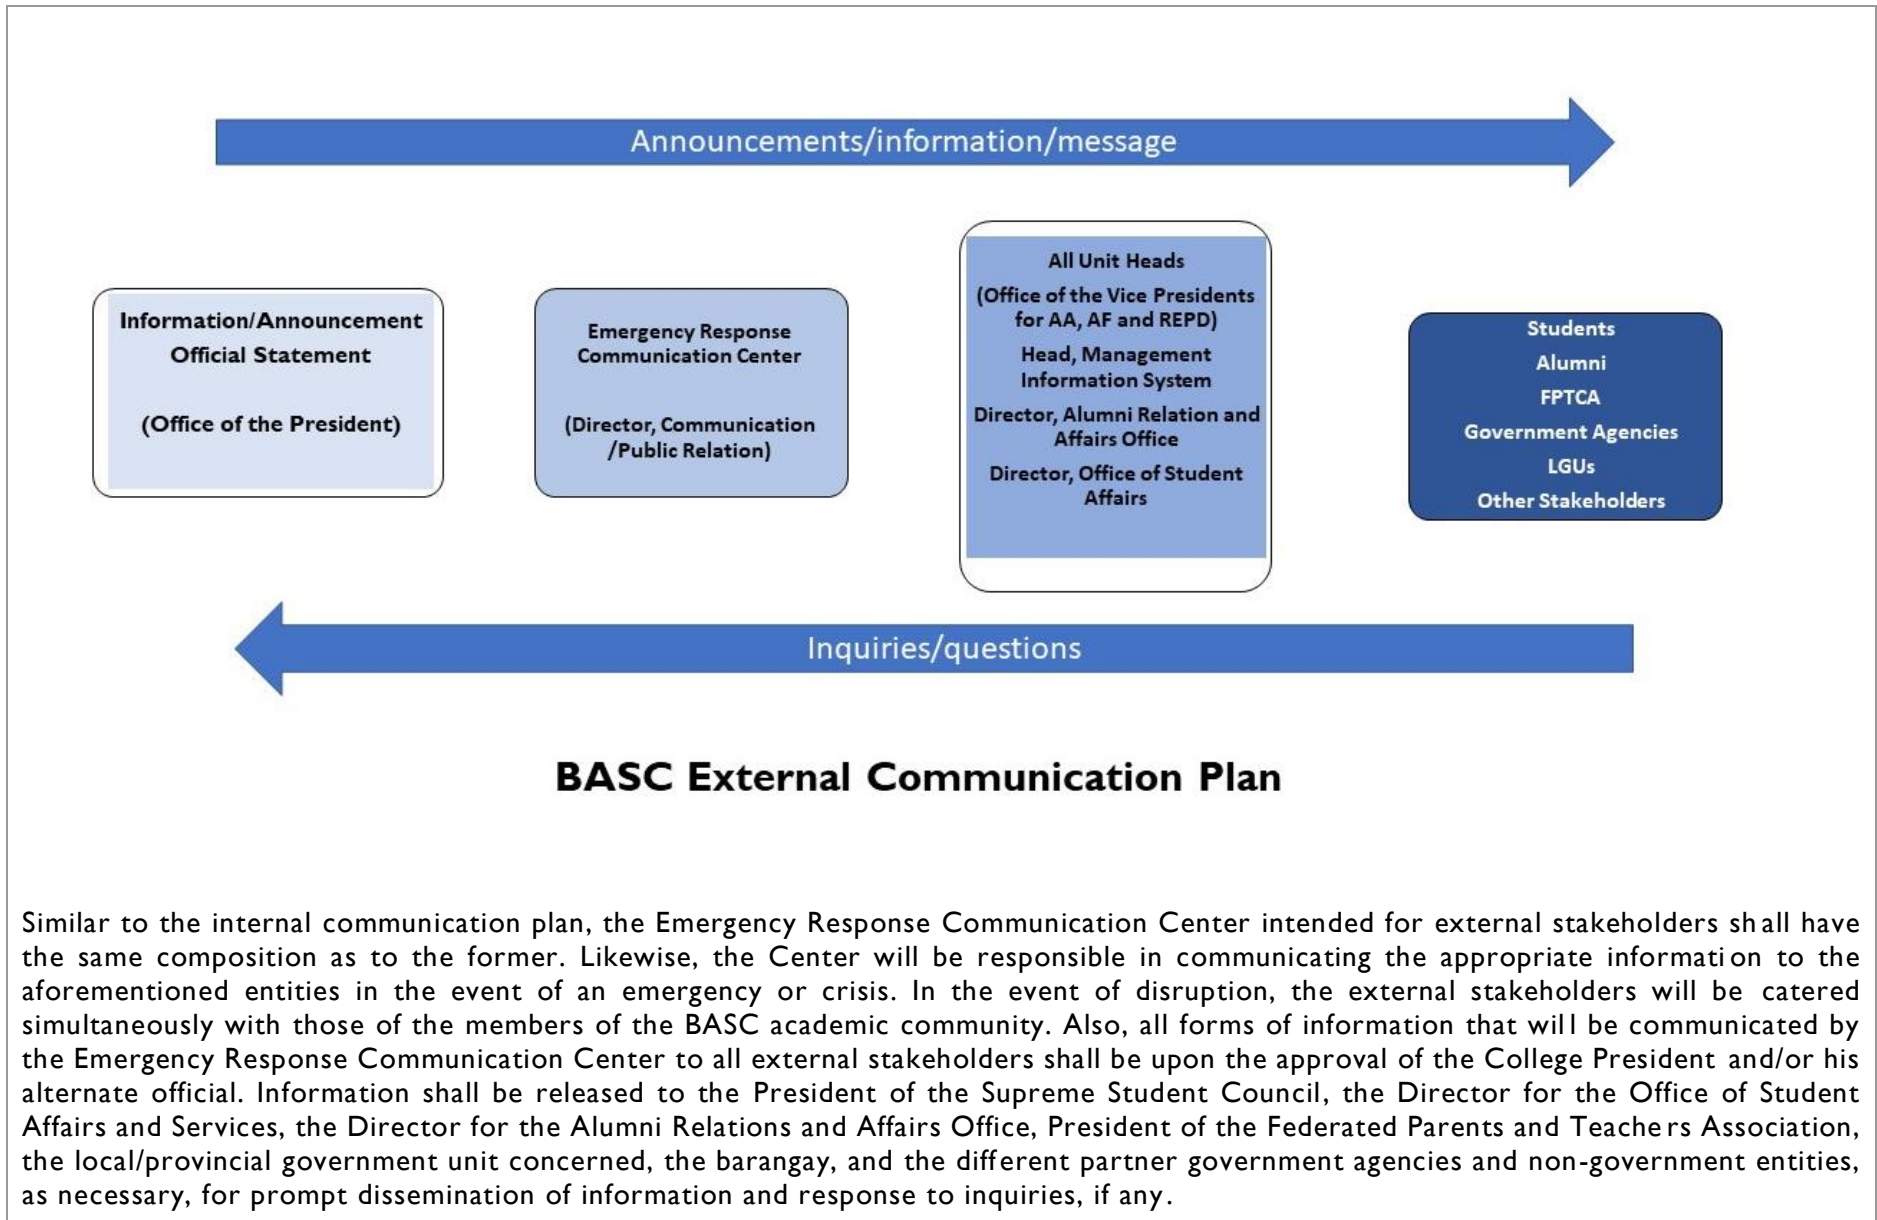 Announcements/information/message
Information/Announcement
Official Statement
(Office of the President)
Emergency Response
Communication Center
(Director, Communication
/Public Relation)
All Unit Heads
(Office of the Vice Presidents
for AA, AF and REPD)
Head, Management
Information System
Director, Alumni Relation and
Affairs Office
Director, Office of Student
Affairs
Students
Alumni
FPTCA
Government Agencies
LGUs
Other Stakeholders
Inquiries/questions
BASC External Communication Plan
Similar to the internal communication plan, the Emergency Response Communication Center intended for external stakeholders shall have
the same composition as to the former. Likewise, the Center will be responsible in communicating the appropriate information to the
aforementioned entities in the event of an emergency or crisis. In the event of disruption, the external stakeholders will be catered
simultaneously with those of the members of the BASC academic community. Also, all forms of information that will be communicated by
the Emergency Response Communication Center to all external stakeholders shall be upon the approval of the College President and/or his
alternate official. Information shall be released to the President of the Supreme Student Council, the Director for the Office of Student
Affairs and Services, the Director for the Alumni Relations and Affairs Office, President of the Federated Parents and Teachers Association,
the local/provincial government unit concerned, the barangay, and the different partner government agencies and non-government entities,
as necessary, for prompt dissemination of information and response to inquiries, if any.